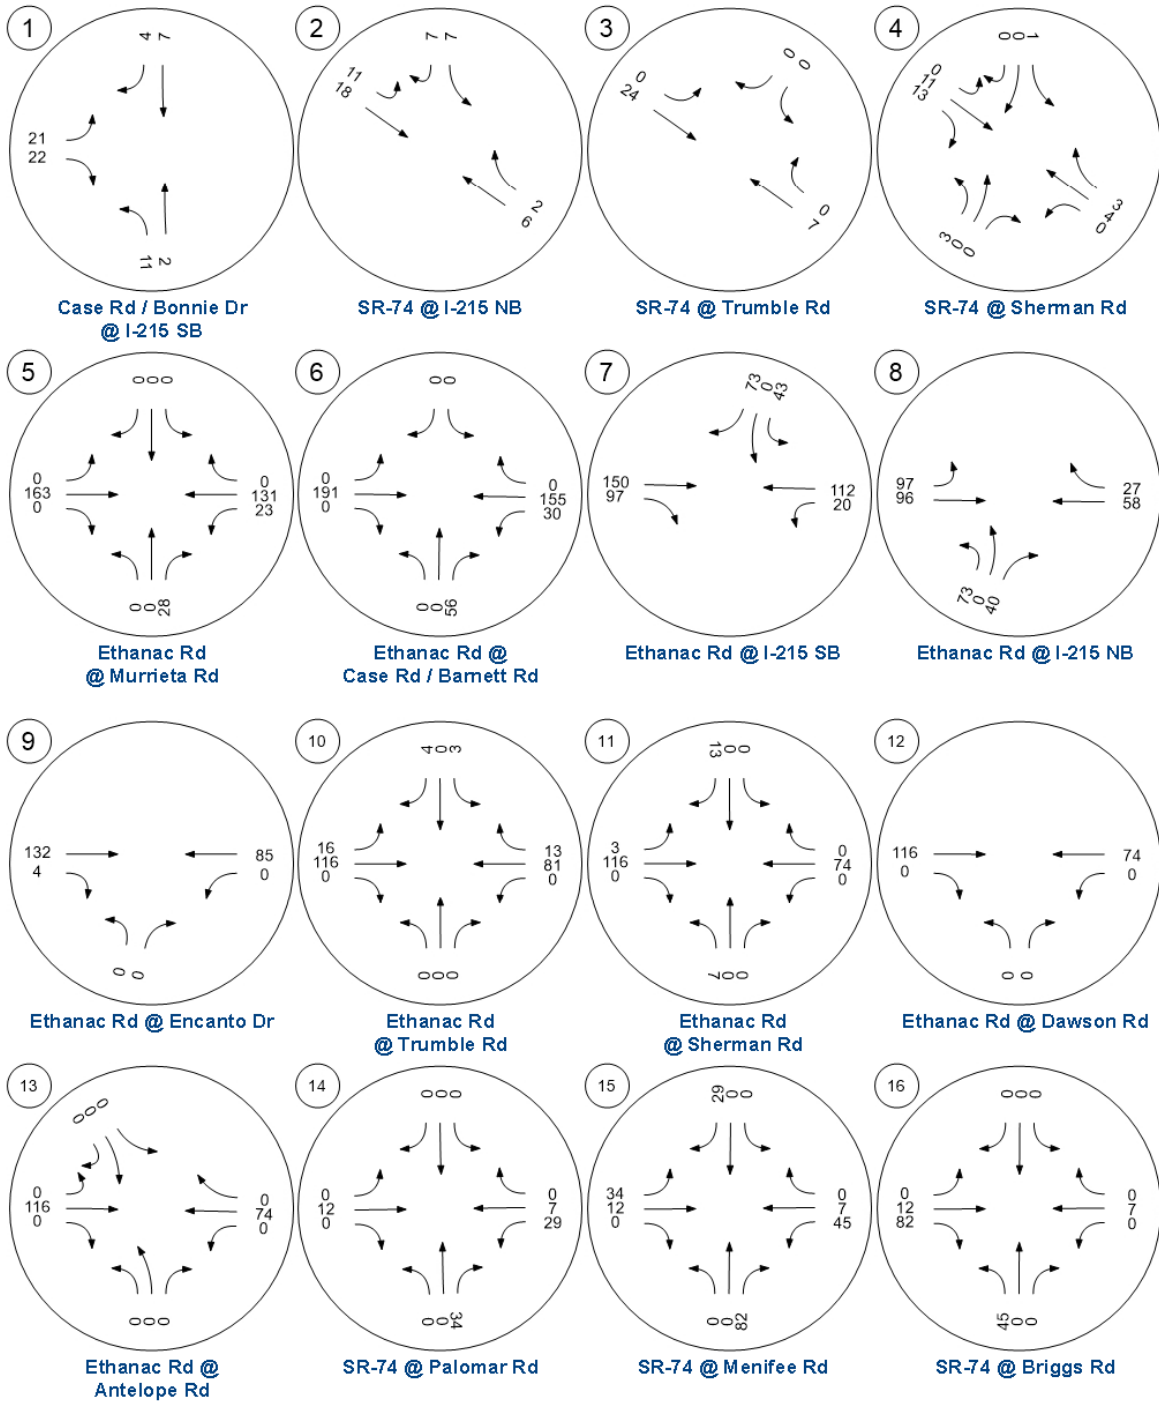 1
4 7
21
22
11 2
Case Rd / Bonnie Dr
@ I-215 SB
2
7 7
11
18
2
6
SR-74 @ I-215 NB
3
0 0
0
24
0
7
SR-74 @ Trumble Rd
4
0 0 1
0
11
13
3
4
0
3 0 0
SR-74 @ Sherman Rd
5
0 0 0
0
163
0
0
131
23
0 0 28
Ethanac Rd
@ Murrieta Rd
6
0 0
0
191
0
0
155
30
0 0 56
Ethanac Rd @
Case Rd / Barnett Rd
7
73 0 43
150
97
112
20
Ethanac Rd @ I-215 SB
8
97
96
27
58
73 0 40
Ethanac Rd @ I-215 NB
9
132
4
85
0
0 0
Ethanac Rd @ Encanto Dr
10
4 0 3
16
116
0
13
81
0
0 0 0
Ethanac Rd
@ Trumble Rd
11
13 0 0
3
116
0
0
74
0
7 0 0
Ethanac Rd
@ Sherman Rd
12
116
0
74
0
0 0
Ethanac Rd @ Dawson Rd
13
0 0 0
0
116
0
0
74
0
0 0 0
Ethanac Rd @
Antelope Rd
14
0 0 0
0
12
0
0
7
29
0 0 34
SR-74 @ Palomar Rd
15
29 0 0
34
12
0
0
7
45
0 0 82
SR-74 @ Menifee Rd
16
0 0 0
0
12
82
0
7
0
45 0 0
SR-74 @ Briggs Rd